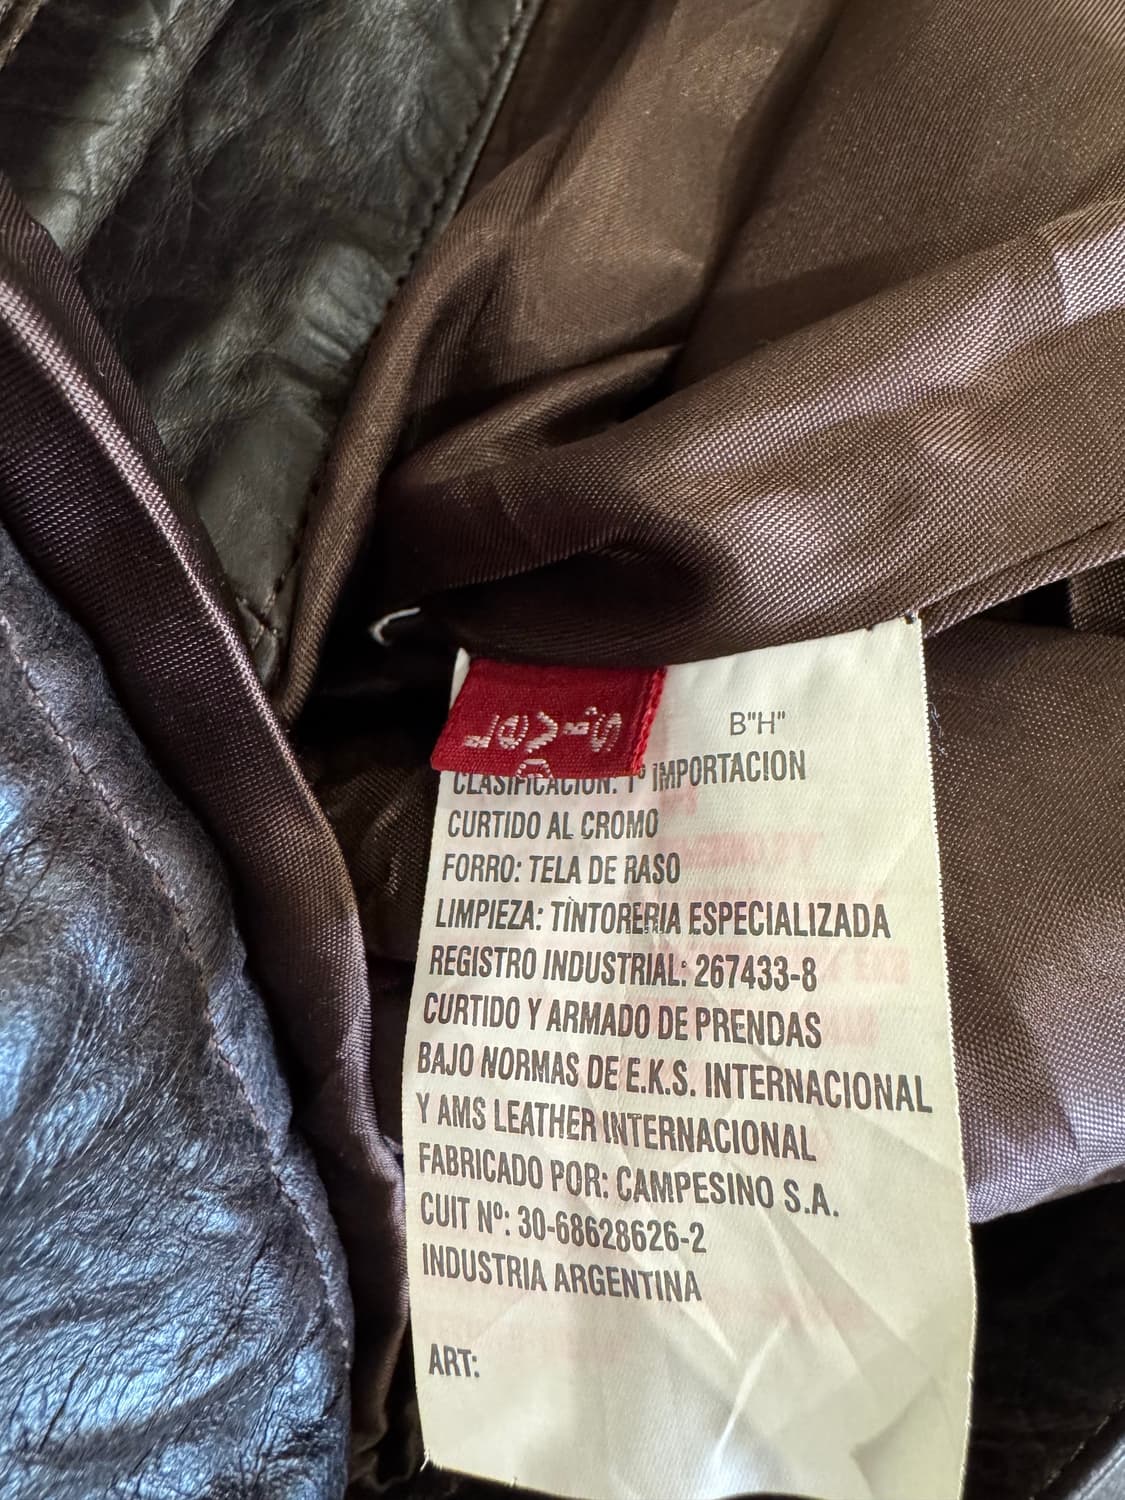 B"H"
CLASIFICACION: 1º IMPORTACION
CURTIDO AL CROMO
FORRO: TELA DE RASO
LIMPIEZA: TINTORERIA ESPECIALIZADA
REGISTRO INDUSTRIAL: 267433-8
CURTIDO Y ARMADO DE PRENDAS
BAJO NORMAS DE E.K.S. INTERNACIONAL
Y AMS LEATHER INTERNACIONAL
FABRICADO POR: CAMPESINO S.A.
CUIT Nº: 30-68628626-2
INDUSTRIA ARGENTINA
ART: